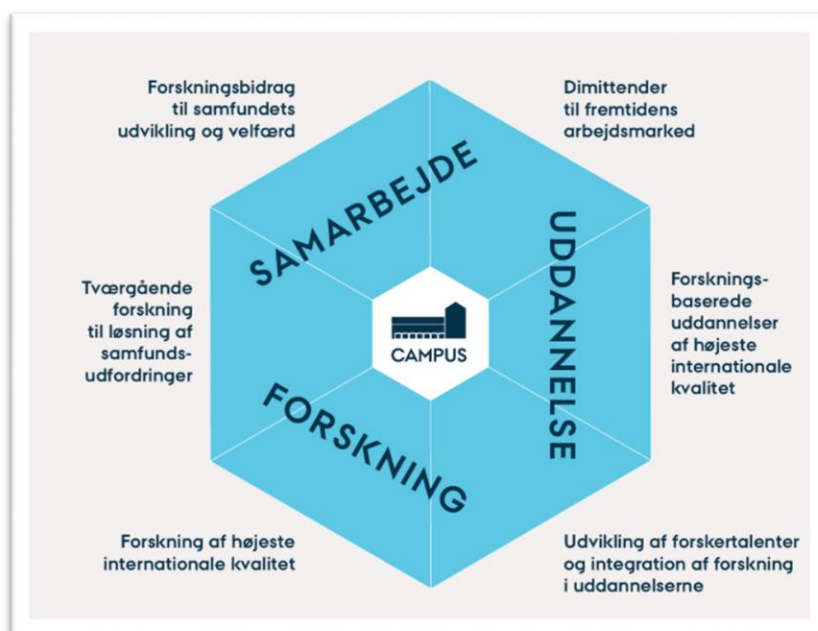 Forskningsbidrag
til samfundets
udvikling og velfærd
Dimittender
til fremtidens
arbejdsmarked
SAMARBEJDE
UDDANNELSE
Tværgående
forskning
til løsning af
samfunds-
udfordringer
CAMPUS
Forsknings-
baserede
uddannelser
af højeste
internationale
kvalitet
FORSKNING
Forskning af højeste
internationale kvalitet
Udvikling af forskertalenter
og integration af forskning
i uddannelserne